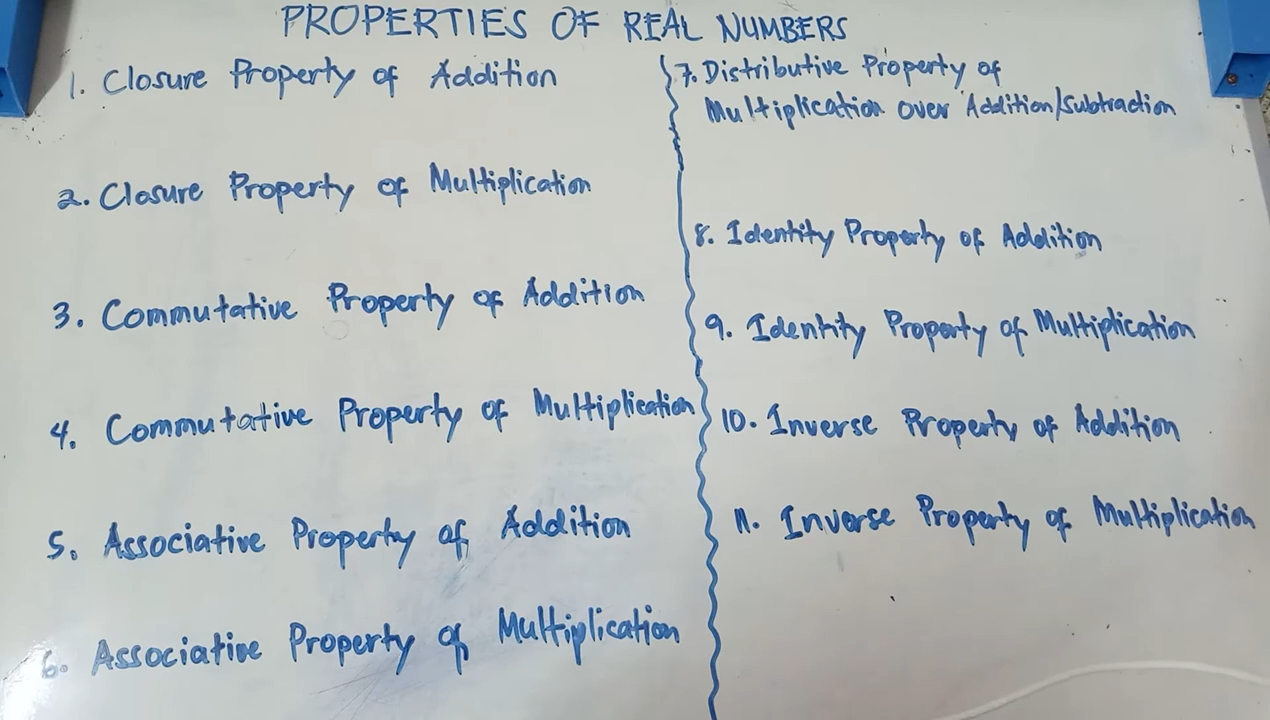 PROPERTIES OF REAL NUMBERS
1. Closure Property of Addition
2. Closure Property of Multiplication
3. Commutative Property of Addition
4. Commutative Property of Multiplication
5. Associative Property of Addition
6. Associative Property of Multiplication
7. Distributive Property of
Multiplication over Addition/Subtraction
8. Identity Property of Addition
9. Identity Property of Multiplication
10. Inverse Property of Addition
11. Inverse Property of Multiplication